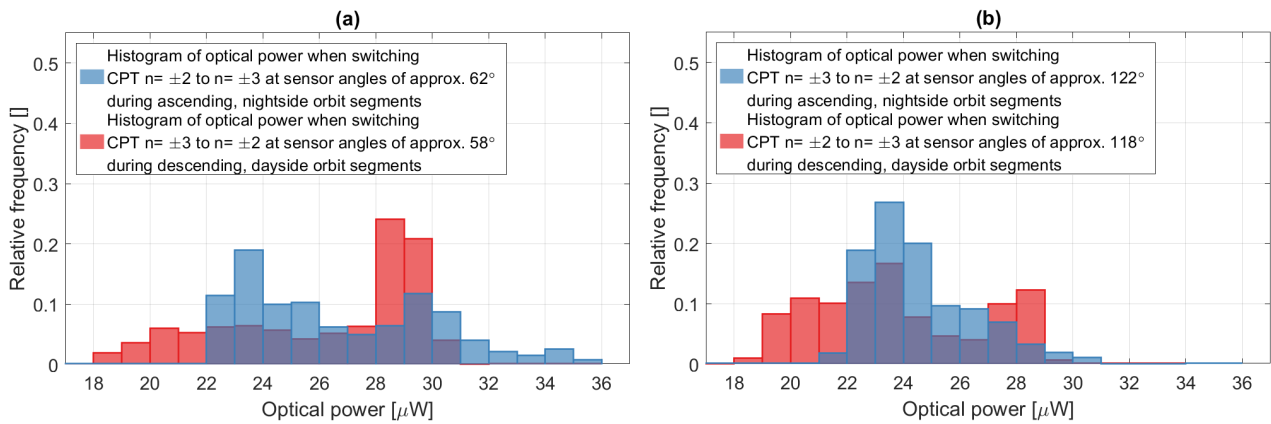 (a)
Histogram of optical power when switching
CPT n= ±2 to n= ±3 at sensor angles of approx. 62°
during ascending, nightside orbit segments
Histogram of optical power when switching
CPT n= ±3 to n= ±2 at sensor angles of approx. 58°
during descending, dayside orbit segments
Relative frequency []
0.5
0.4
0.3
0.2
0.1
0
18 20 22 24 26 28 30 32 34 36
Optical power [μW]
(b)
Histogram of optical power when switching
CPT n= ±3 to n= ±2 at sensor angles of approx. 122°
during ascending, nightside orbit segments
Histogram of optical power when switching
CPT n= ±2 to n= ±3 at sensor angles of approx. 118°
during descending, dayside orbit segments
Relative frequency []
0.5
0.4
0.3
0.2
0.1
0
18 20 22 24 26 28 30 32 34 36
Optical power [μW]